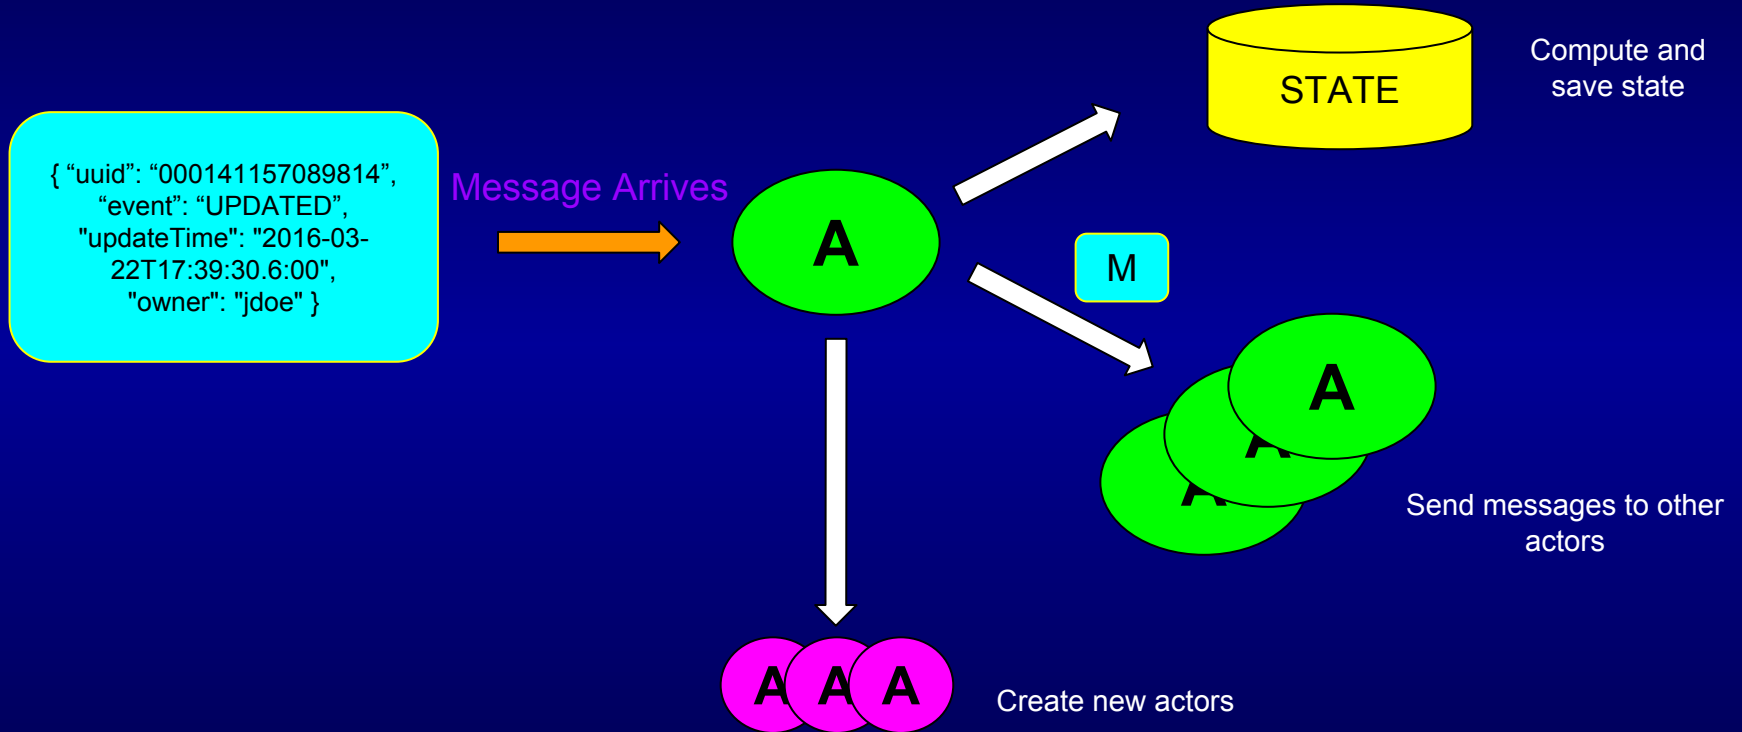 Compute and
save state
STATE
{ “uuid”: “000141157089814”,
“event”: “UPDATED”,
"updateTime": "2016-03-
22T17:39:30.6:00",
"owner": "jdoe" }
Message Arrives
A
M
A
A
A
Send messages to other
actors
A A A
Create new actors